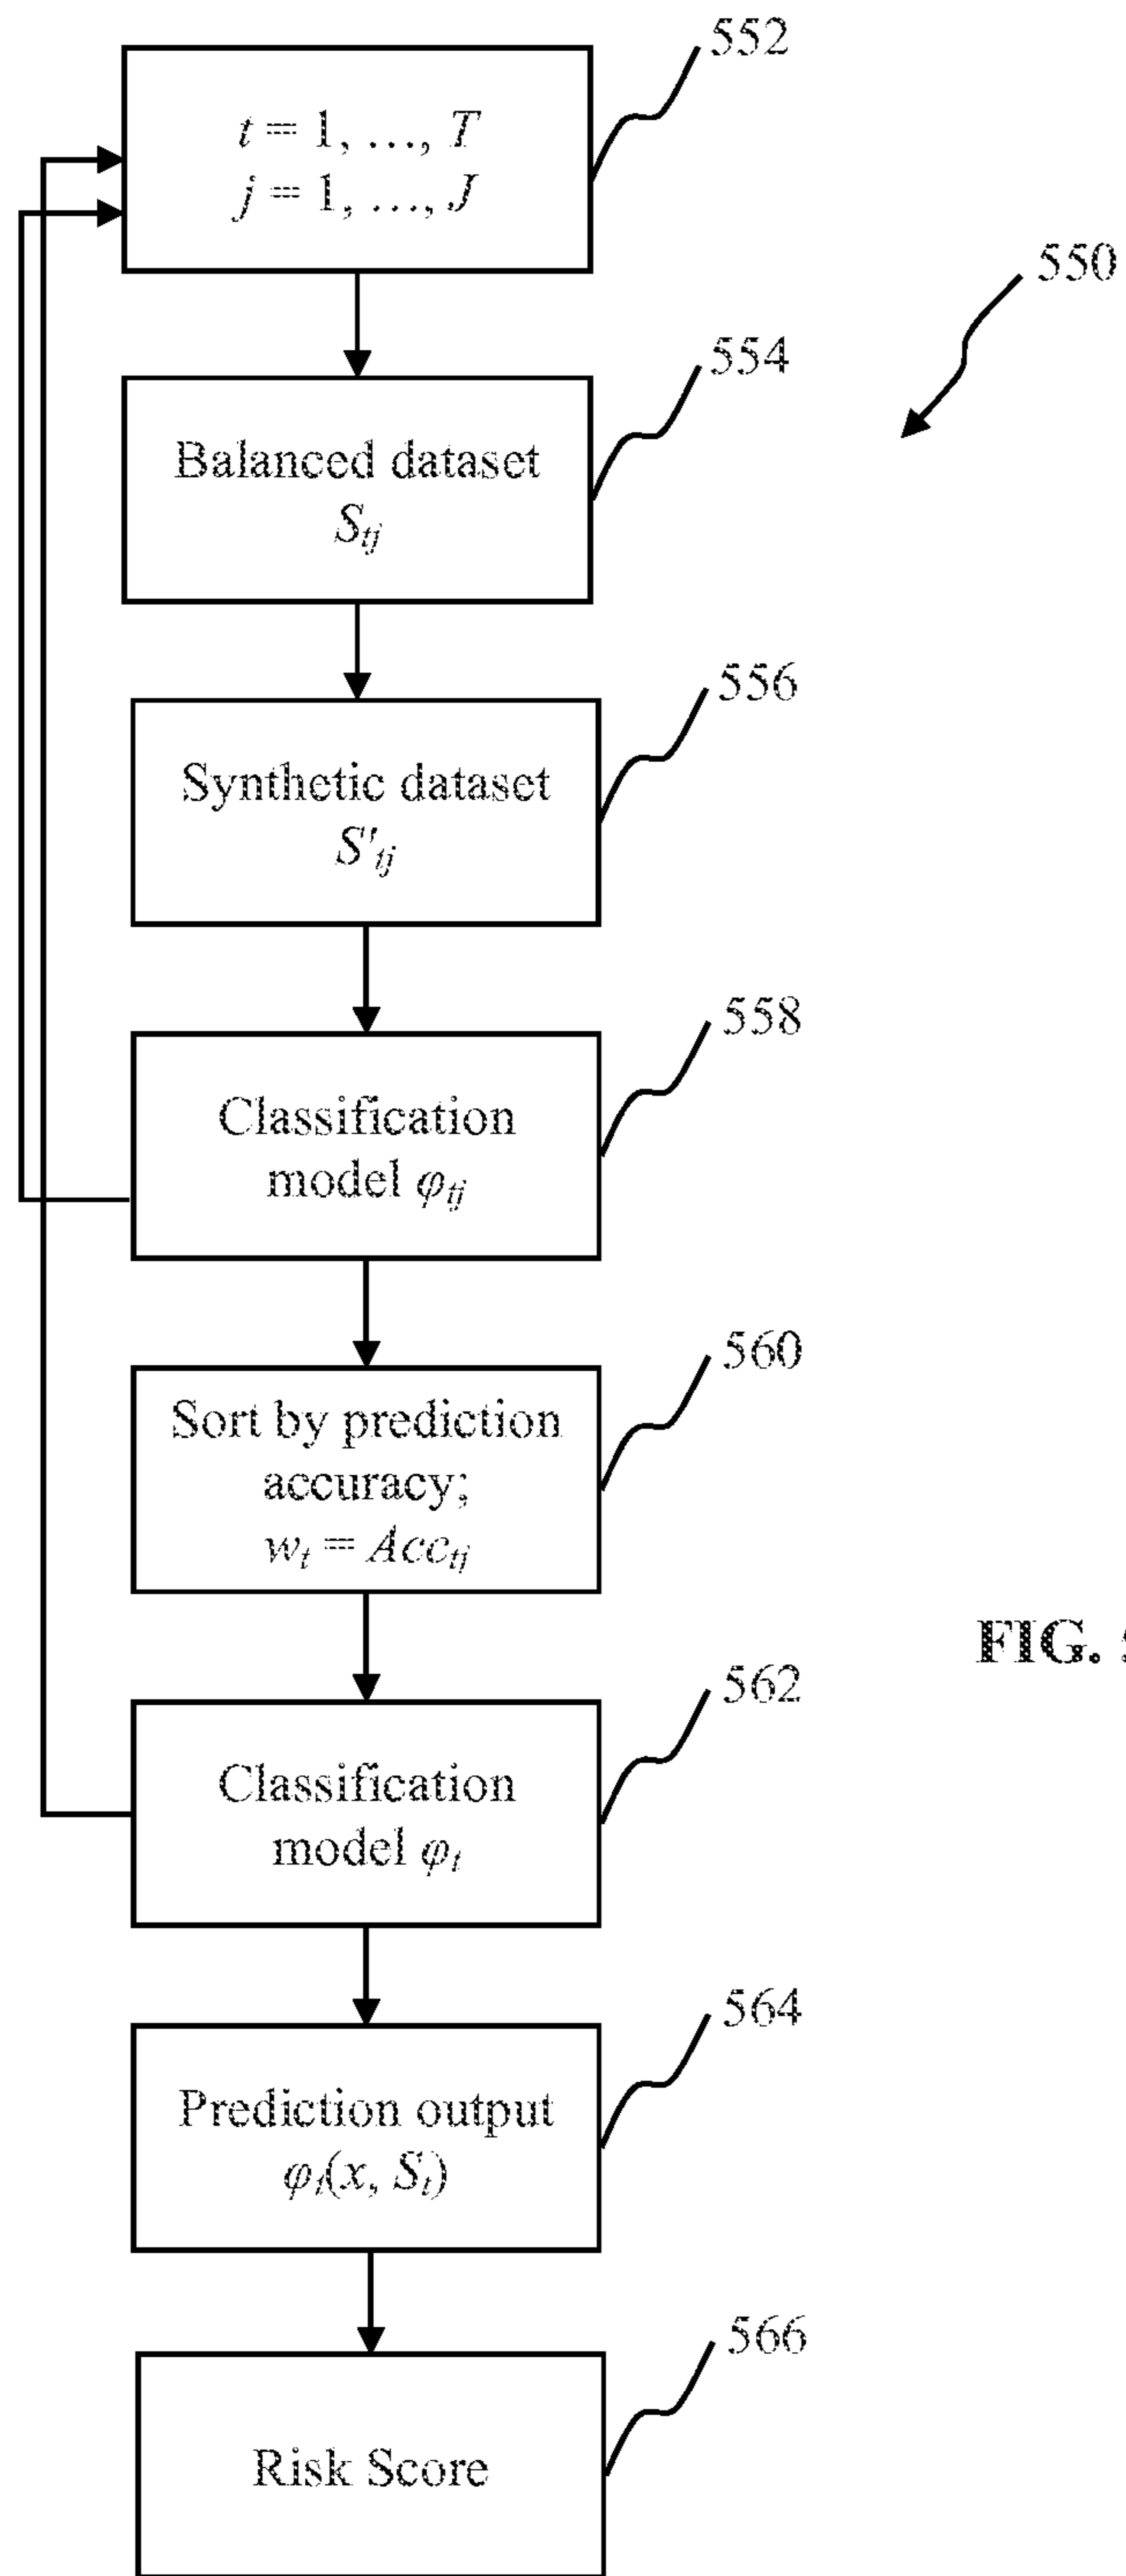 552
t = 1, …, T
j = 1, …, J
550
554
Balanced dataset
S_tj
556
Synthetic dataset
S'_tj
558
Classification
model φ_tj
560
Sort by prediction
accuracy;
w_t = Acc_tj
FIG. 5
562
Classification
model φ_t
564
Prediction output
φ_t(x, S_t)
566
Risk Score